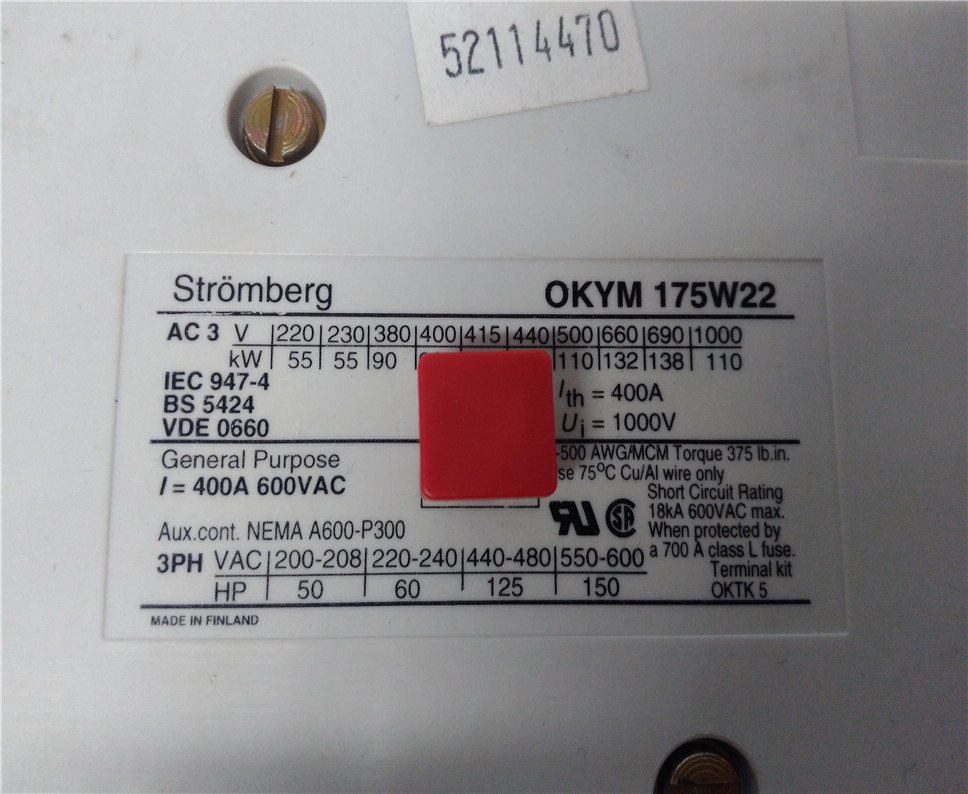 52114470
Strömberg OKYM 175W22
AC 3 V 220 230 380 400 415 440 500 660 690 1000
kW 55 55 90 110 132 138 110
IEC 947-4
BS 5424
VDE 0660
Ith = 400A
Ui = 1000V
General Purpose
I = 400A 600VAC
-500 AWG/MCM Torque 375 lb.in.
75°C Cu/Al wire only
Short Circuit Rating
18kA 600VAC max.
When protected by
a 700 A class L fuse.
Terminal kit
OKTK 5
RU SP
Aux.cont. NEMA A600-P300
3PH VAC 200-208 220-240 440-480 550-600
HP 50 60 125 150
MADE IN FINLAND